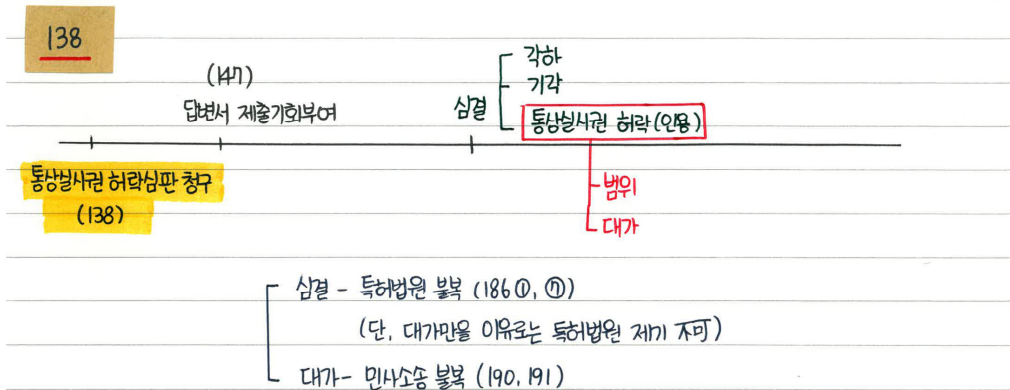 138
(147)
답변서 제출기회부여
심결
각하
기각
통상실시권 허락(인용)
통상실시권 허락심판 청구
(138)
범위
대가
심결 - 특허법원 불복 (186①, ⑦)
(단, 대가만을 이유로는 특허법원 제기 不可)
대가 - 민사소송 불복 (190, 191)